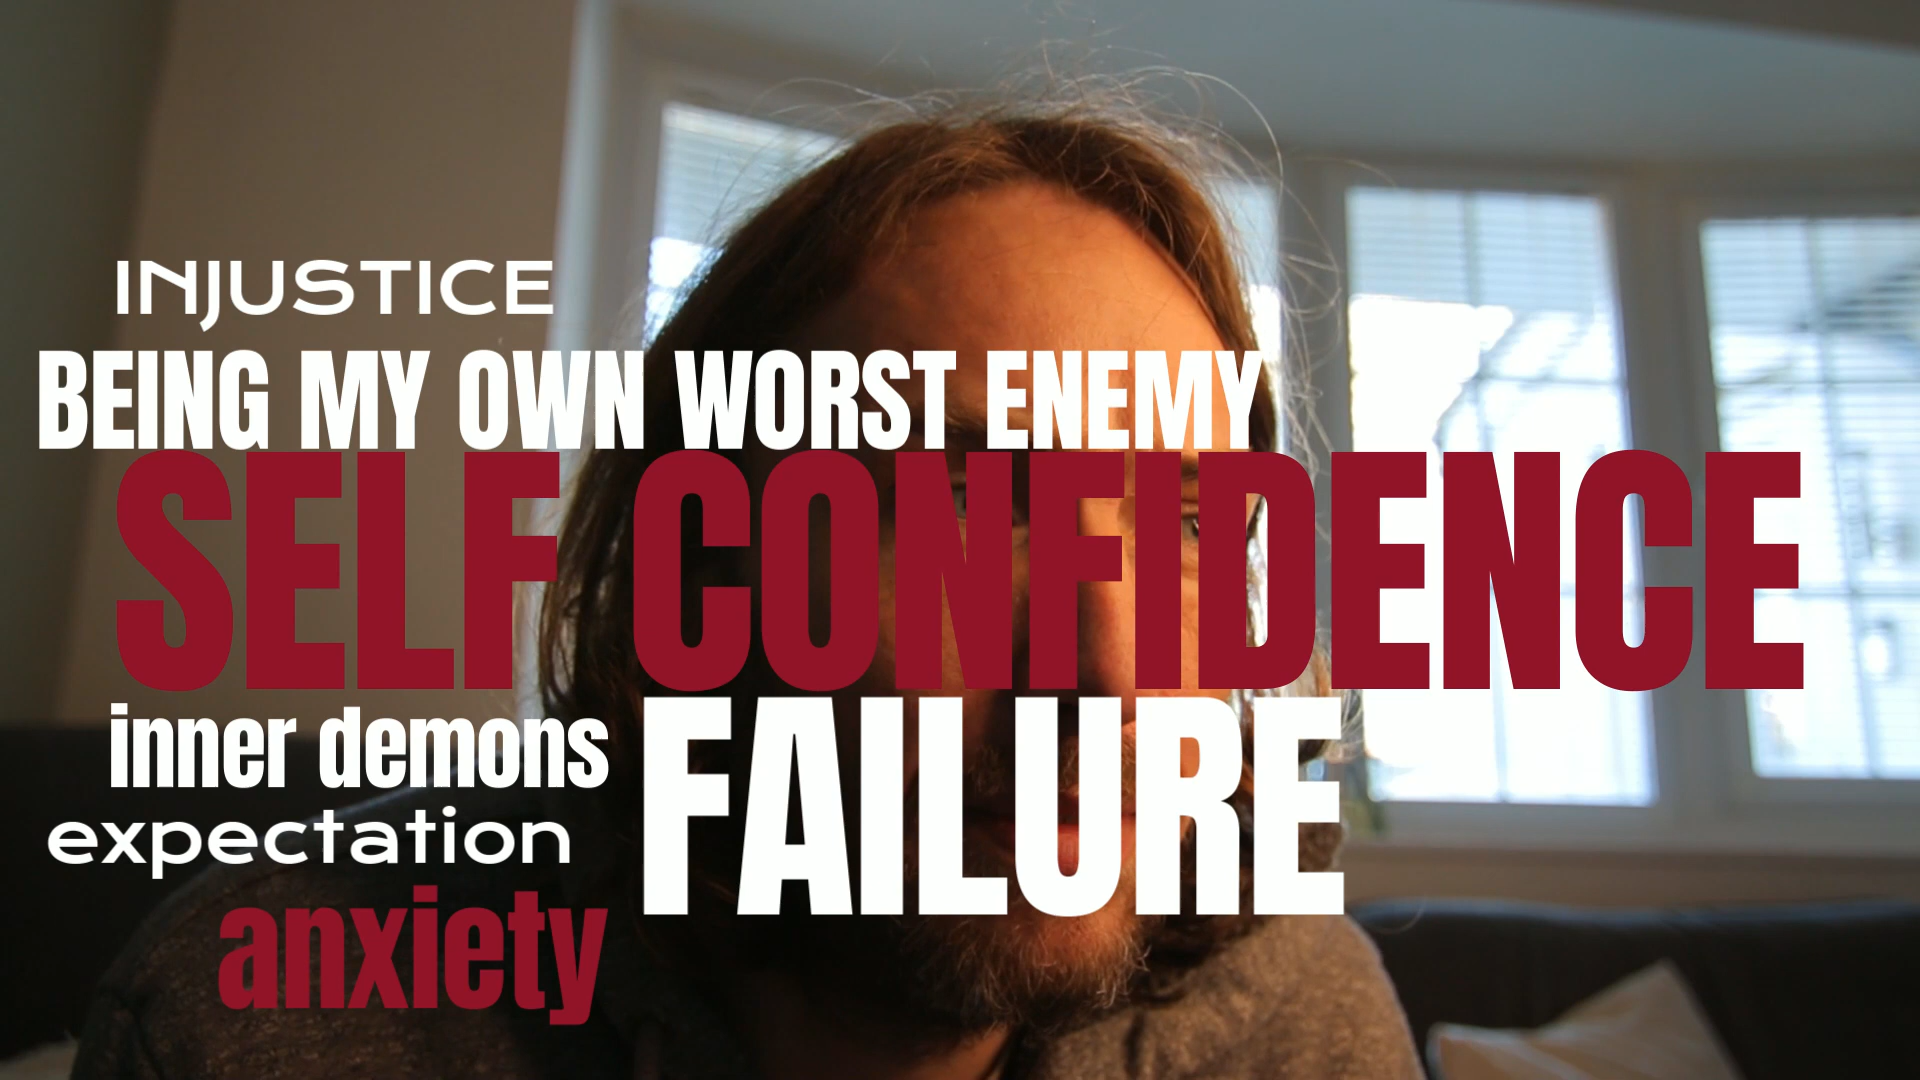 INJUSTICE
BEING MY OWN WORST ENEMY
SELF CONFIDENCE
inner demons
FAILURE
expectation
anxiety